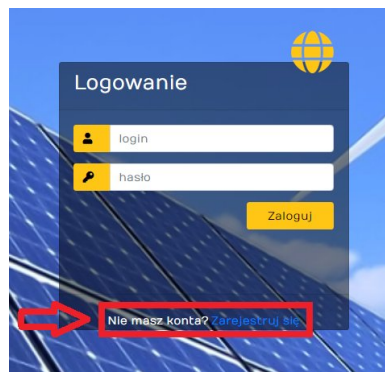 Logowanie
login
hasło
Zaloguj
Nie masz konta? Zarejestruj się